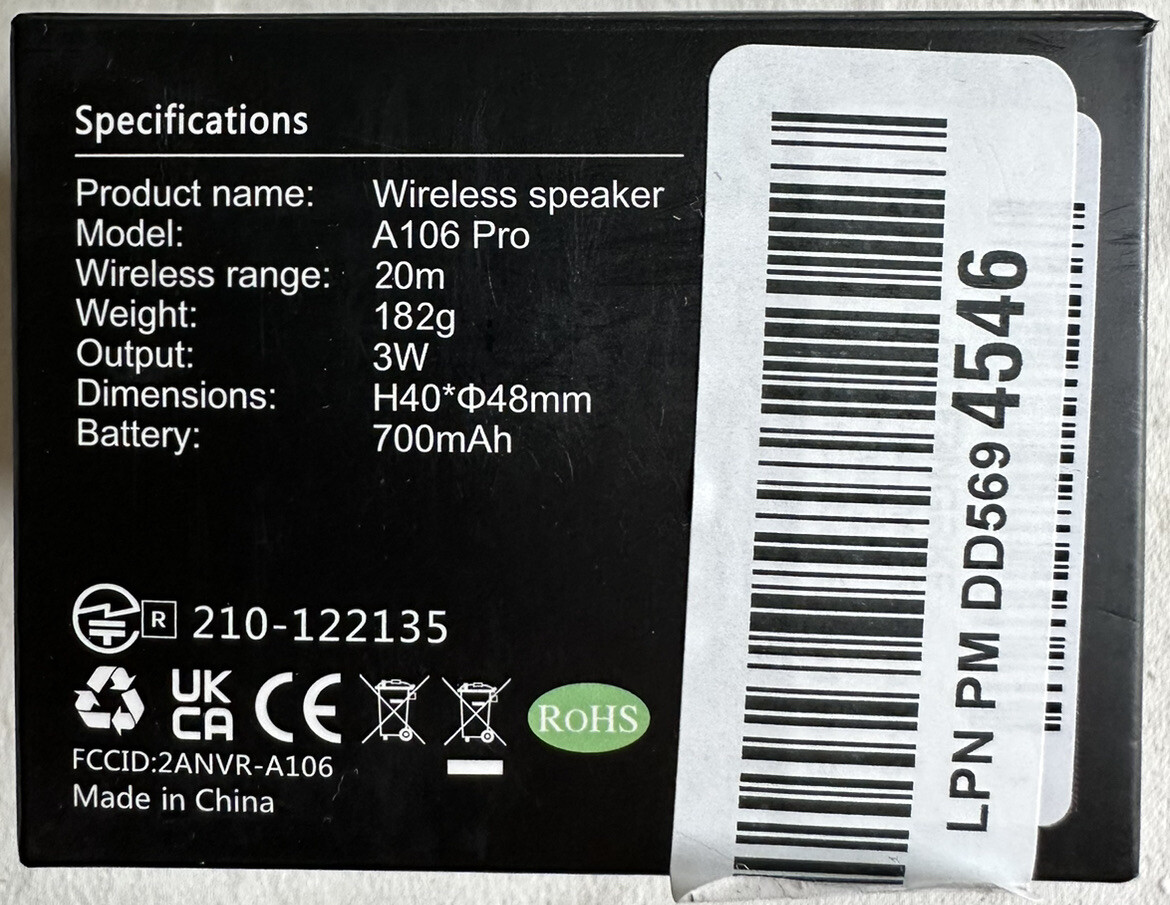 Specifications
Product name: Wireless speaker
Model: A106 Pro
Wireless range: 20m
Weight: 182g
Output: 3W
Dimensions: H40*Φ48mm
Battery: 700mAh
R 210-122135
UK
CA CE RoHS
FCCID:2ANVR-A106
Made in China
LPN PM DD569 4546